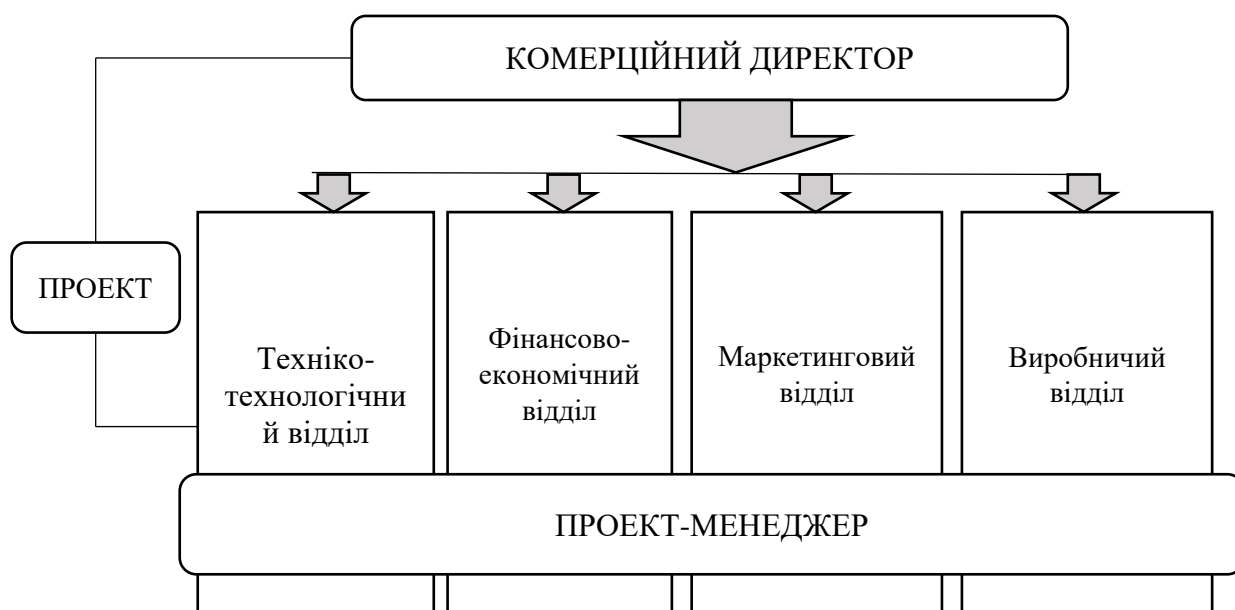 КОМЕРЦІЙНИЙ ДИРЕКТОР
ПРОЕКТ
Техніко-
технологічни
й відділ
Фінансово-
економічний
відділ
Маркетинговий
відділ
Виробничий
відділ
ПРОЕКТ-МЕНЕДЖЕР